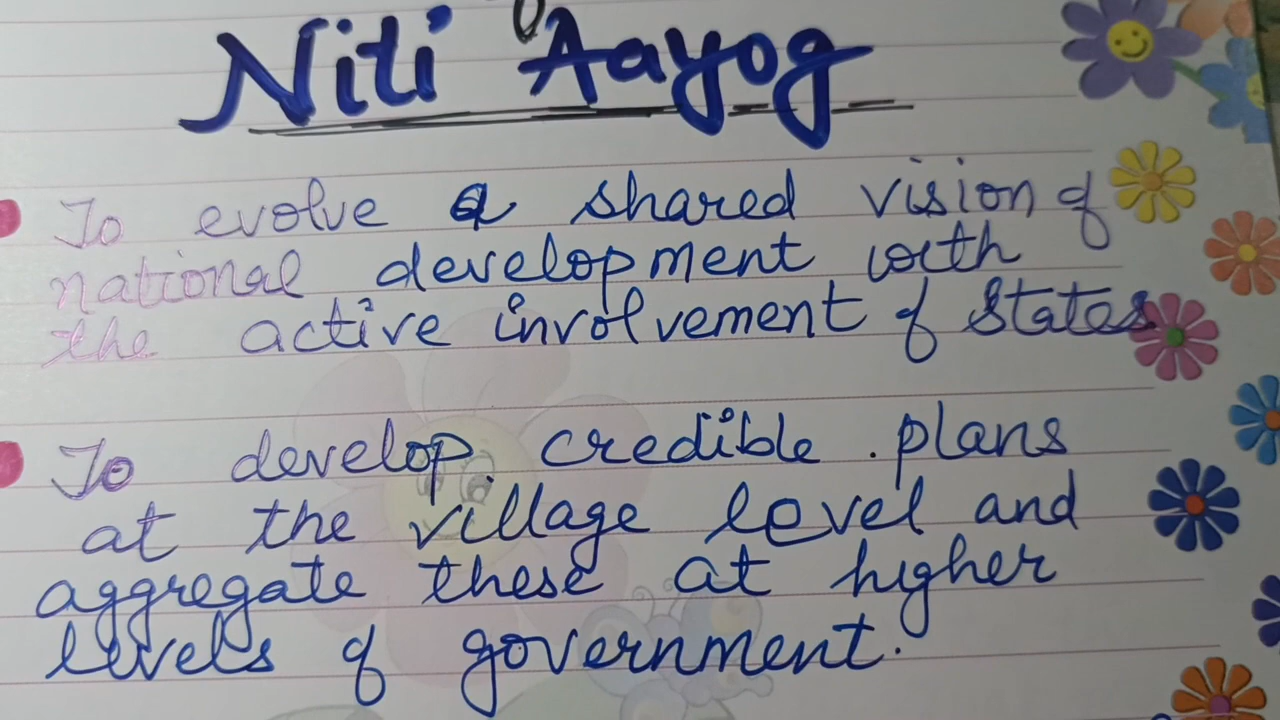 Niti Aayog
To evolve a shared vision of
national development with
the active involvement of States
To develop credible plans
at the village level and
aggregate these at higher
levels of government.